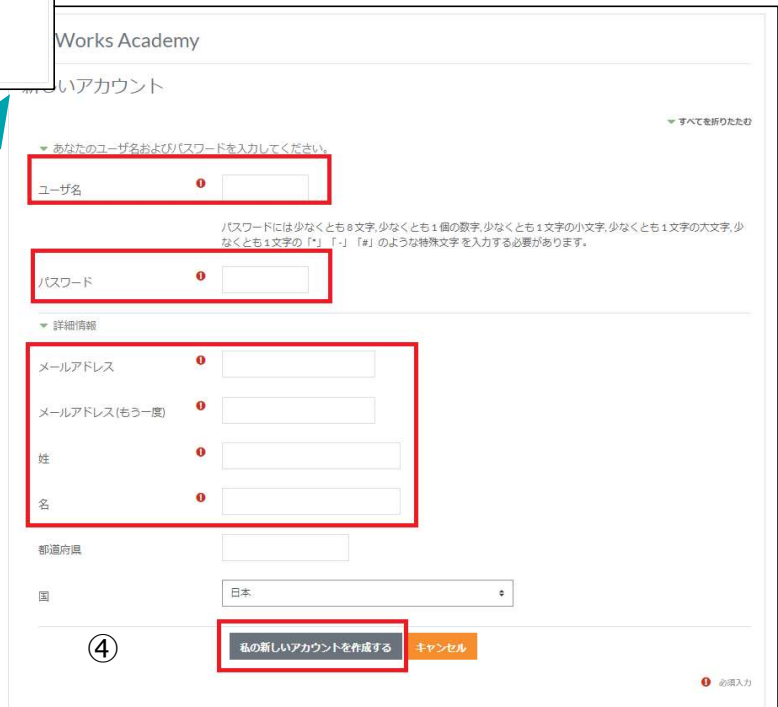 Works Academy
新しいアカウント
すべてを折りたたむ
あなたのユーザ名およびパスワードを入力してください。
ユーザ名
パスワードには少なくとも8文字,少なくとも1個の数字,少なくとも1文字の小文字,少なくとも1文字の大文字,少
なくとも1文字の「*」「-」「#」のような特殊文字 を入力する必要があります。
パスワード
詳細情報
メールアドレス
メールアドレス(もう一度)
姓
名
都道府県
国 日本
④ 私の新しいアカウントを作成する キャンセル
必須入力